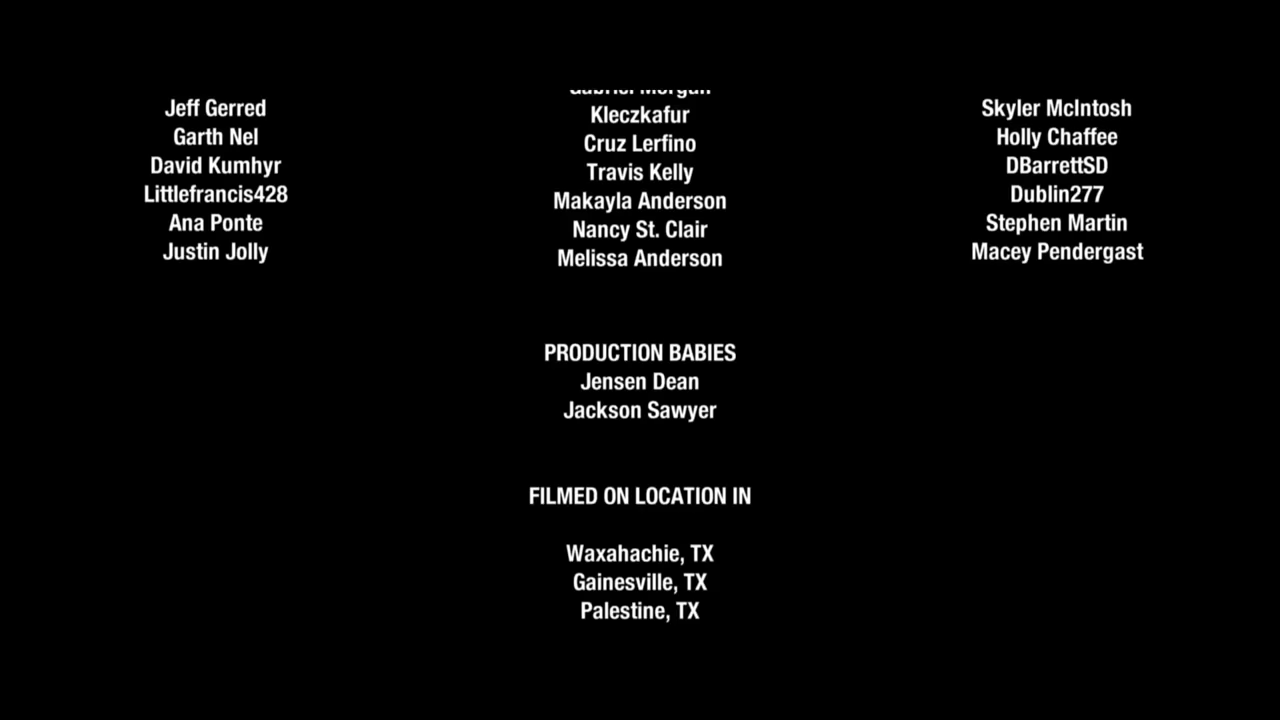 Jeff Gerred
Garth Nel
David Kumhyr
Littlefrancis428
Ana Ponte
Justin Jolly
Gabriel Morgan
Kleczkafur
Cruz Lerfino
Travis Kelly
Makayla Anderson
Nancy St. Clair
Melissa Anderson
Skyler McIntosh
Holly Chaffee
DBarrettSD
Dublin277
Stephen Martin
Macey Pendergast
PRODUCTION BABIES
Jensen Dean
Jackson Sawyer
FILMED ON LOCATION IN
Waxahachie, TX
Gainesville, TX
Palestine, TX